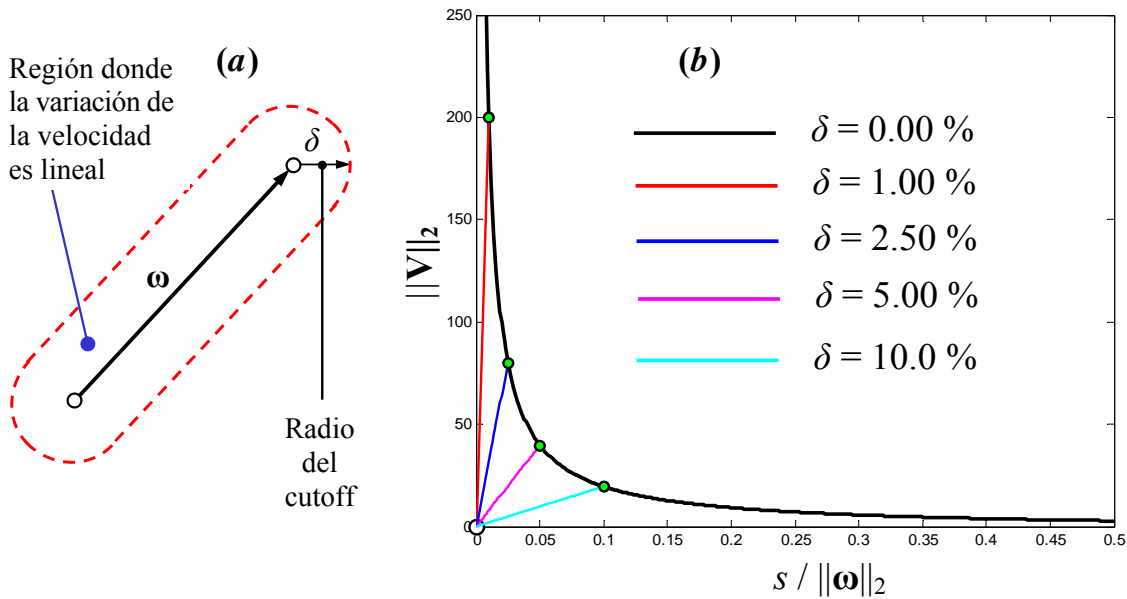 (a)
Región donde
la variación de
la velocidad
es lineal
δ
ω
Radio
del
cutoff
(b)
250
200
150
100
50
0
||V||₂
δ = 0.00 %
δ = 1.00 %
δ = 2.50 %
δ = 5.00 %
δ = 10.0 %
0 0.05 0.1 0.15 0.2 0.25 0.3 0.35 0.4 0.45 0.5
s / ||ω||₂